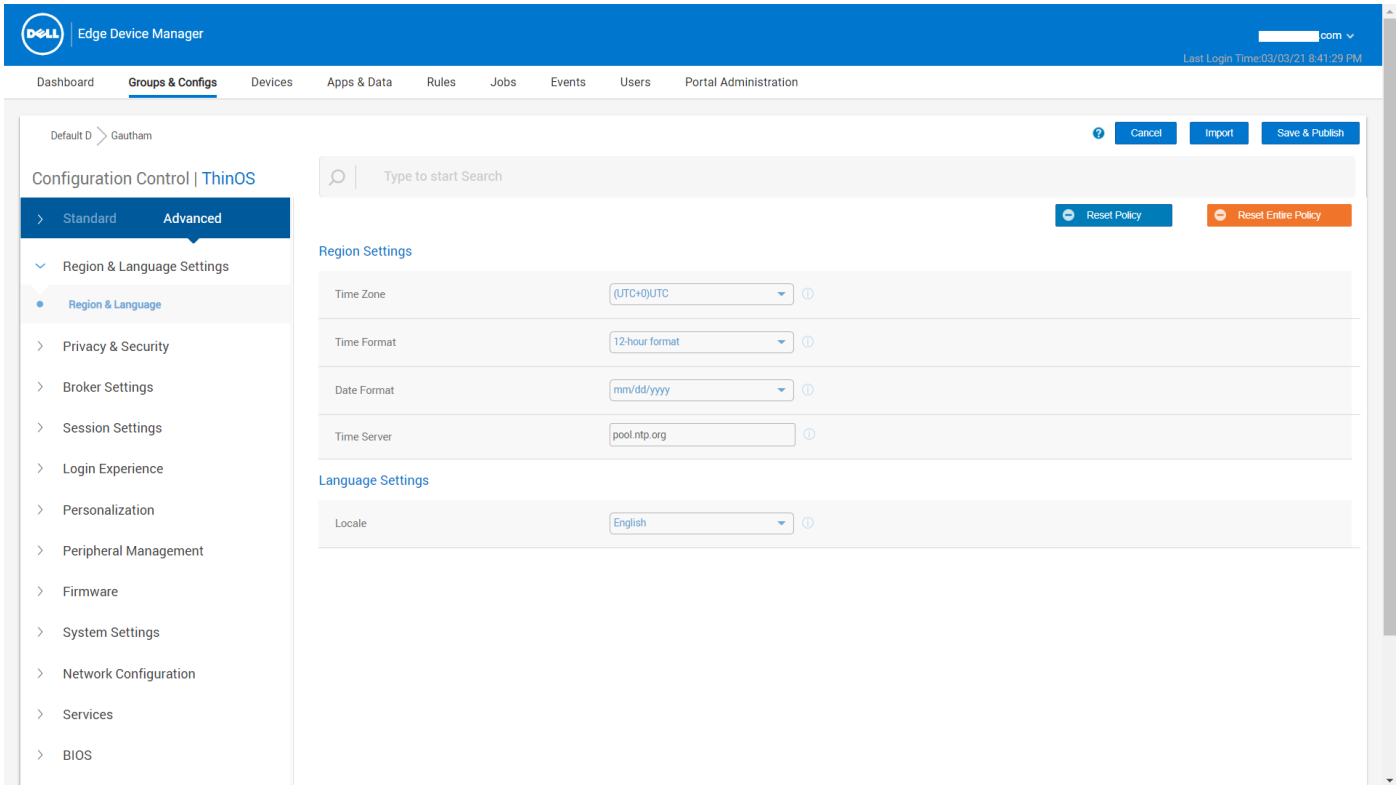 DELL
Edge Device Manager
.com
Last Login Time:03/03/21 8:41:29 PM
Dashboard
Groups & Configs
Devices
Apps & Data
Rules
Jobs
Events
Users
Portal Administration
Default D
Gautham
?
Cancel
Import
Save & Publish
Configuration Control | ThinOS
Type to start Search
Standard
Advanced
Reset Policy
Reset Entire Policy
Region & Language Settings
Region & Language
Privacy & Security
Broker Settings
Session Settings
Login Experience
Personalization
Peripheral Management
Firmware
System Settings
Network Configuration
Services
BIOS
Region Settings
Time Zone
(UTC+0)UTC
Time Format
12-hour format
Date Format
mm/dd/yyyy
Time Server
pool.ntp.org
Language Settings
Locale
English